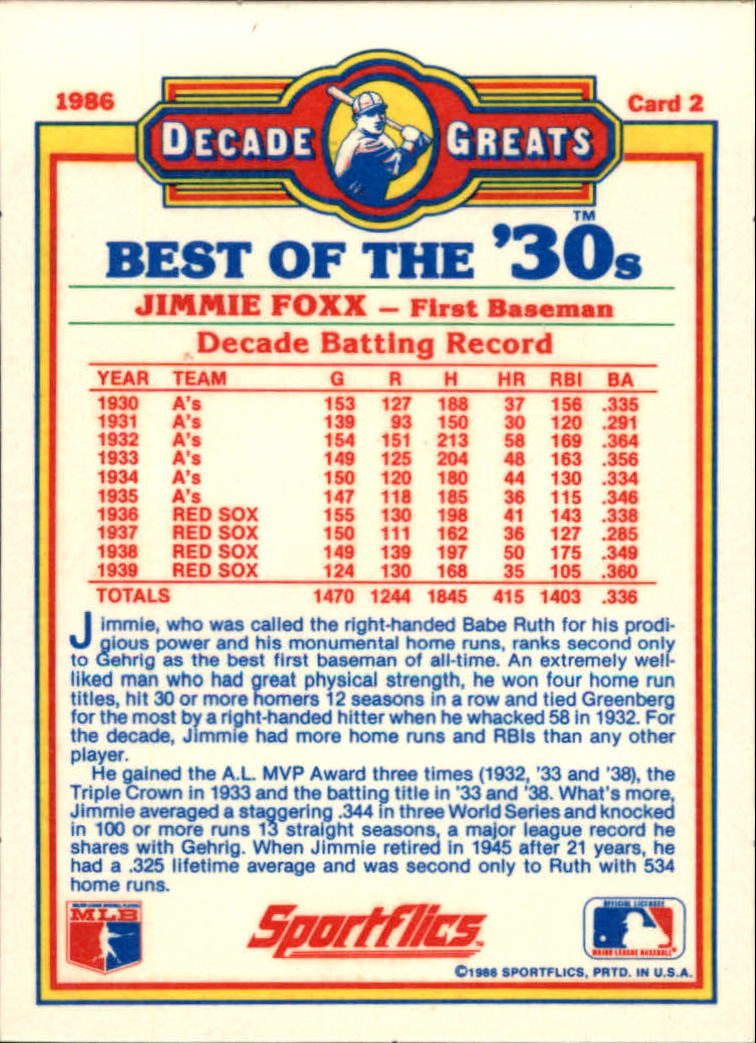 1986
Card 2
DECADE GREATS
BEST OF THE '30s™
JIMMIE FOXX – First Baseman
Decade Batting Record
YEAR TEAM G R H HR RBI BA
1930 A's 153 127 188 37 156 .335
1931 A's 139 93 150 30 120 .291
1932 A's 154 151 213 58 169 .364
1933 A's 149 125 204 48 163 .356
1934 A's 150 120 180 44 130 .334
1935 A's 147 118 185 36 115 .346
1936 RED SOX 155 130 198 41 143 .338
1937 RED SOX 150 111 162 36 127 .285
1938 RED SOX 149 139 197 50 175 .349
1939 RED SOX 124 130 168 35 105 .360
TOTALS 1470 1244 1845 415 1403 .336
Jimmie, who was called the right-handed Babe Ruth for his prodi-
gious power and his monumental home runs, ranks second only
to Gehrig as the best first baseman of all-time. An extremely well-
liked man who had great physical strength, he won four home run
titles, hit 30 or more homers 12 seasons in a row and tied Greenberg
for the most by a right-handed hitter when he whacked 58 in 1932. For
the decade, Jimmie had more home runs and RBIs than any other
player.
He gained the A.L. MVP Award three times (1932, '33 and '38), the
Triple Crown in 1933 and the batting title in '33 and '38. What's more,
Jimmie averaged a staggering .344 in three World Series and knocked
in 100 or more runs 13 straight seasons, a major league record he
shares with Gehrig. When Jimmie retired in 1945 after 21 years, he
had a .325 lifetime average and was second only to Ruth with 534
home runs.
MAJOR LEAGUE BASEBALL PLAYERS
MLB
Sportflics
OFFICIAL LICENSEE
MAJOR LEAGUE BASEBALL®
©1986 SPORTFLICS, PRTD. IN U.S.A.